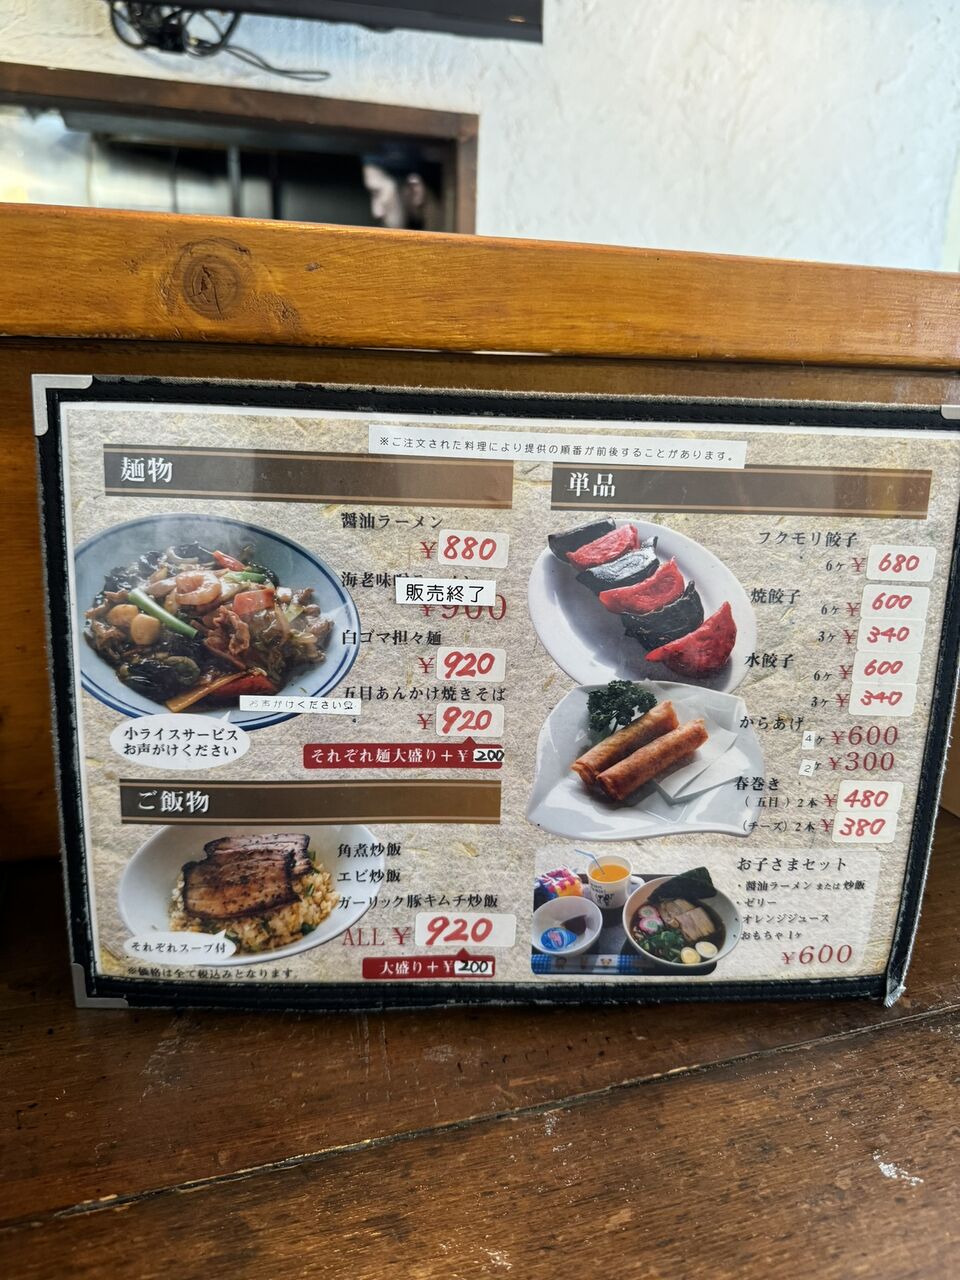 ※ご注文された料理により提供の順番が前後することがあります。
麺物
醤油ラーメン
¥880
海老味
販売終了
¥900
白ゴマ担々麺
¥920
五目あんかけ焼きそば
お声がけください
¥920
小ライスサービス
お声がけください
それぞれ麺大盛り+¥200
ご飯物
角煮炒飯
エビ炒飯
ガーリック豚キムチ炒飯
ALL ¥920
それぞれスープ付
大盛り+¥200
※価格は全て税込みとなります。
単品
フクモリ餃子
6ヶ ¥680
焼餃子
6ヶ ¥600
3ヶ ¥340
水餃子
6ヶ ¥600
3ヶ ¥340
からあげ
4ヶ ¥600
2ヶ ¥300
春巻き
(五目)2本 ¥480
(チーズ)2本 ¥380
お子さまセット
・醤油ラーメン または 炒飯
・ゼリー
・オレンジジュース
・おもちゃ1ヶ
¥600